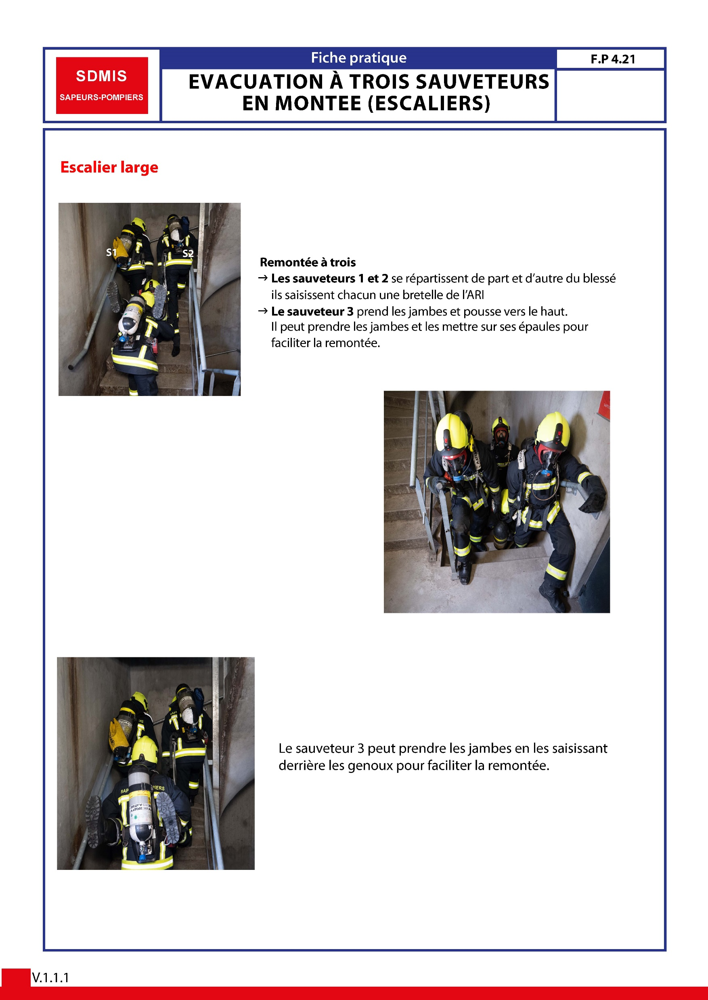 SDMIS
SAPEURS-POMPIERS
Fiche pratique
F.P 4.21
EVACUATION À TROIS SAUVETEURS
EN MONTEE (ESCALIERS)
Escalier large
S1
S2
Remontée à trois
→ Les sauveteurs 1 et 2 se répartissent de part et d’autre du blessé
ils saisissent chacun une bretelle de l’ARI
→ Le sauveteur 3 prend les jambes et pousse vers le haut.
Il peut prendre les jambes et les mettre sur ses épaules pour
faciliter la remontée.
Le sauveteur 3 peut prendre les jambes en les saisissant
derrière les genoux pour faciliter la remontée.
V.1.1.1